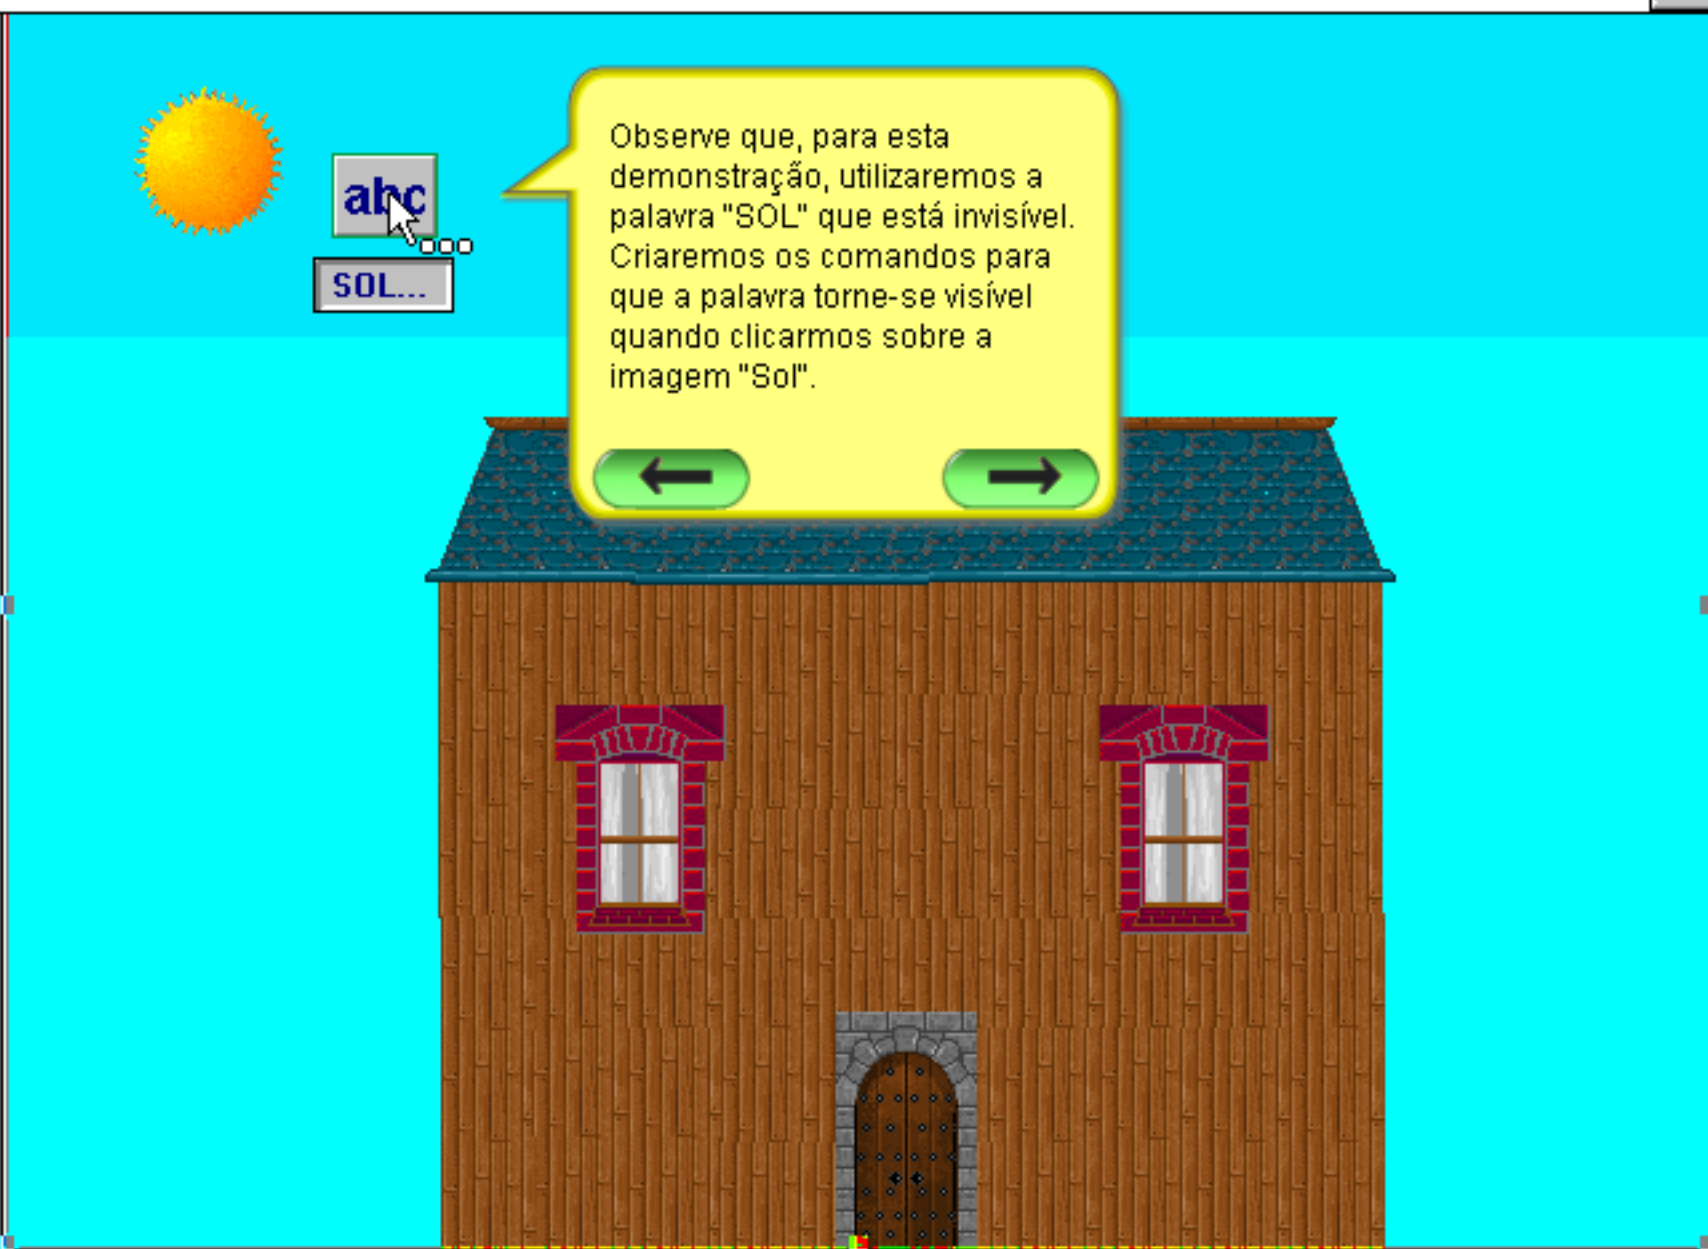 Observe que, para esta
demonstração, utilizaremos a
palavra "SOL" que está invisível.
Criaremos os comandos para
que a palavra torne-se visível
quando clicarmos sobre a
imagem "Sol".
abc
SOL...